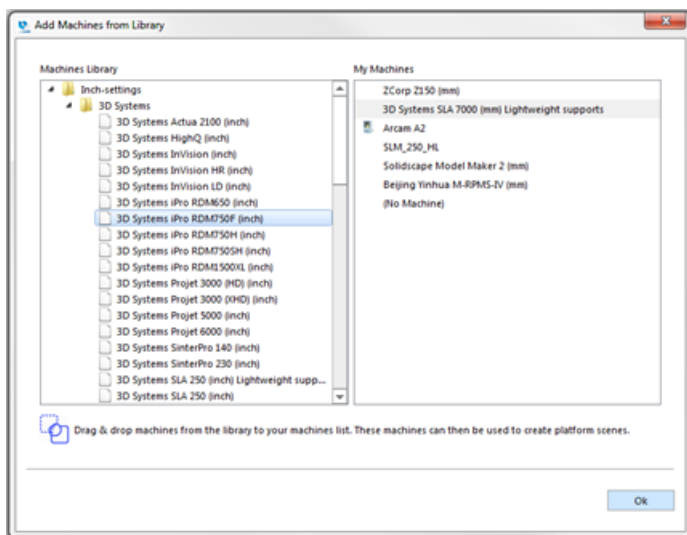 Add Machines from Library
Machines Library
Inch-settings
3D Systems
3D Systems Actua 2100 (inch)
3D Systems HighQ (inch)
3D Systems InVision (inch)
3D Systems InVision HR (inch)
3D Systems InVision LD (inch)
3D Systems iPro RDM650 (inch)
3D Systems iPro RDM750F (inch)
3D Systems iPro RDM750H (inch)
3D Systems iPro RDM750SH (inch)
3D Systems iPro RDM1500XL (inch)
3D Systems Projet 3000 (HD) (inch)
3D Systems Projet 3000 (XHD) (inch)
3D Systems Projet 5000 (inch)
3D Systems Projet 6000 (inch)
3D Systems SinterPro 140 (inch)
3D Systems SinterPro 230 (inch)
3D Systems SLA 250 (inch) Lightweight supp...
3D Systems SLA 250 (inch)
My Machines
ZCorp Z150 (mm)
3D Systems SLA 7000 (mm) Lightweight supports
Arcam A2
SLM_250_HL
Solidscape Model Maker 2 (mm)
Beijing Yinhua M-RPMS-IV (mm)
(No Machine)
Drag & drop machines from the library to your machines list. These machines can then be used to create platform scenes.
Ok